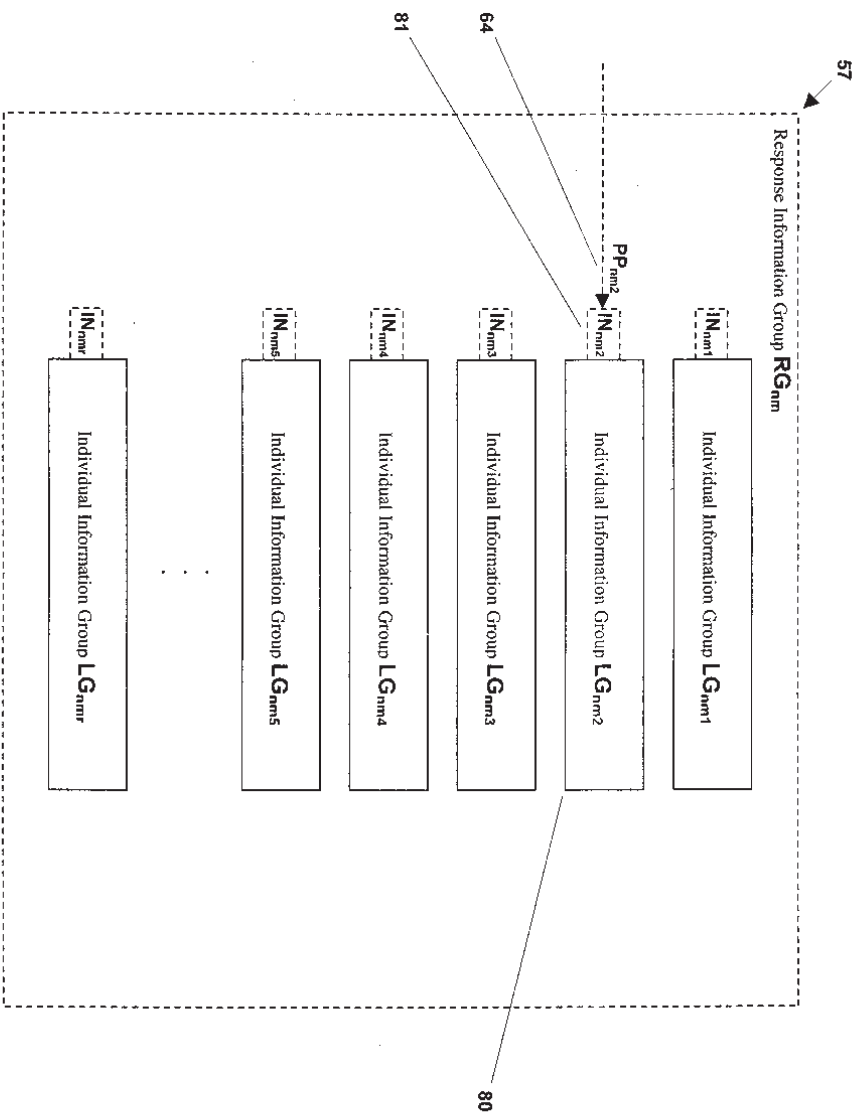 57
Response Information Group RGnm
INnm1 Individual Information Group LGnm1
64
PPnm2
INnm2 Individual Information Group LGnm2
81
80
INnm3 Individual Information Group LGnm3
INnm4 Individual Information Group LGnm4
INnm5 Individual Information Group LGnm5
. . .
INnmr Individual Information Group LGnmr